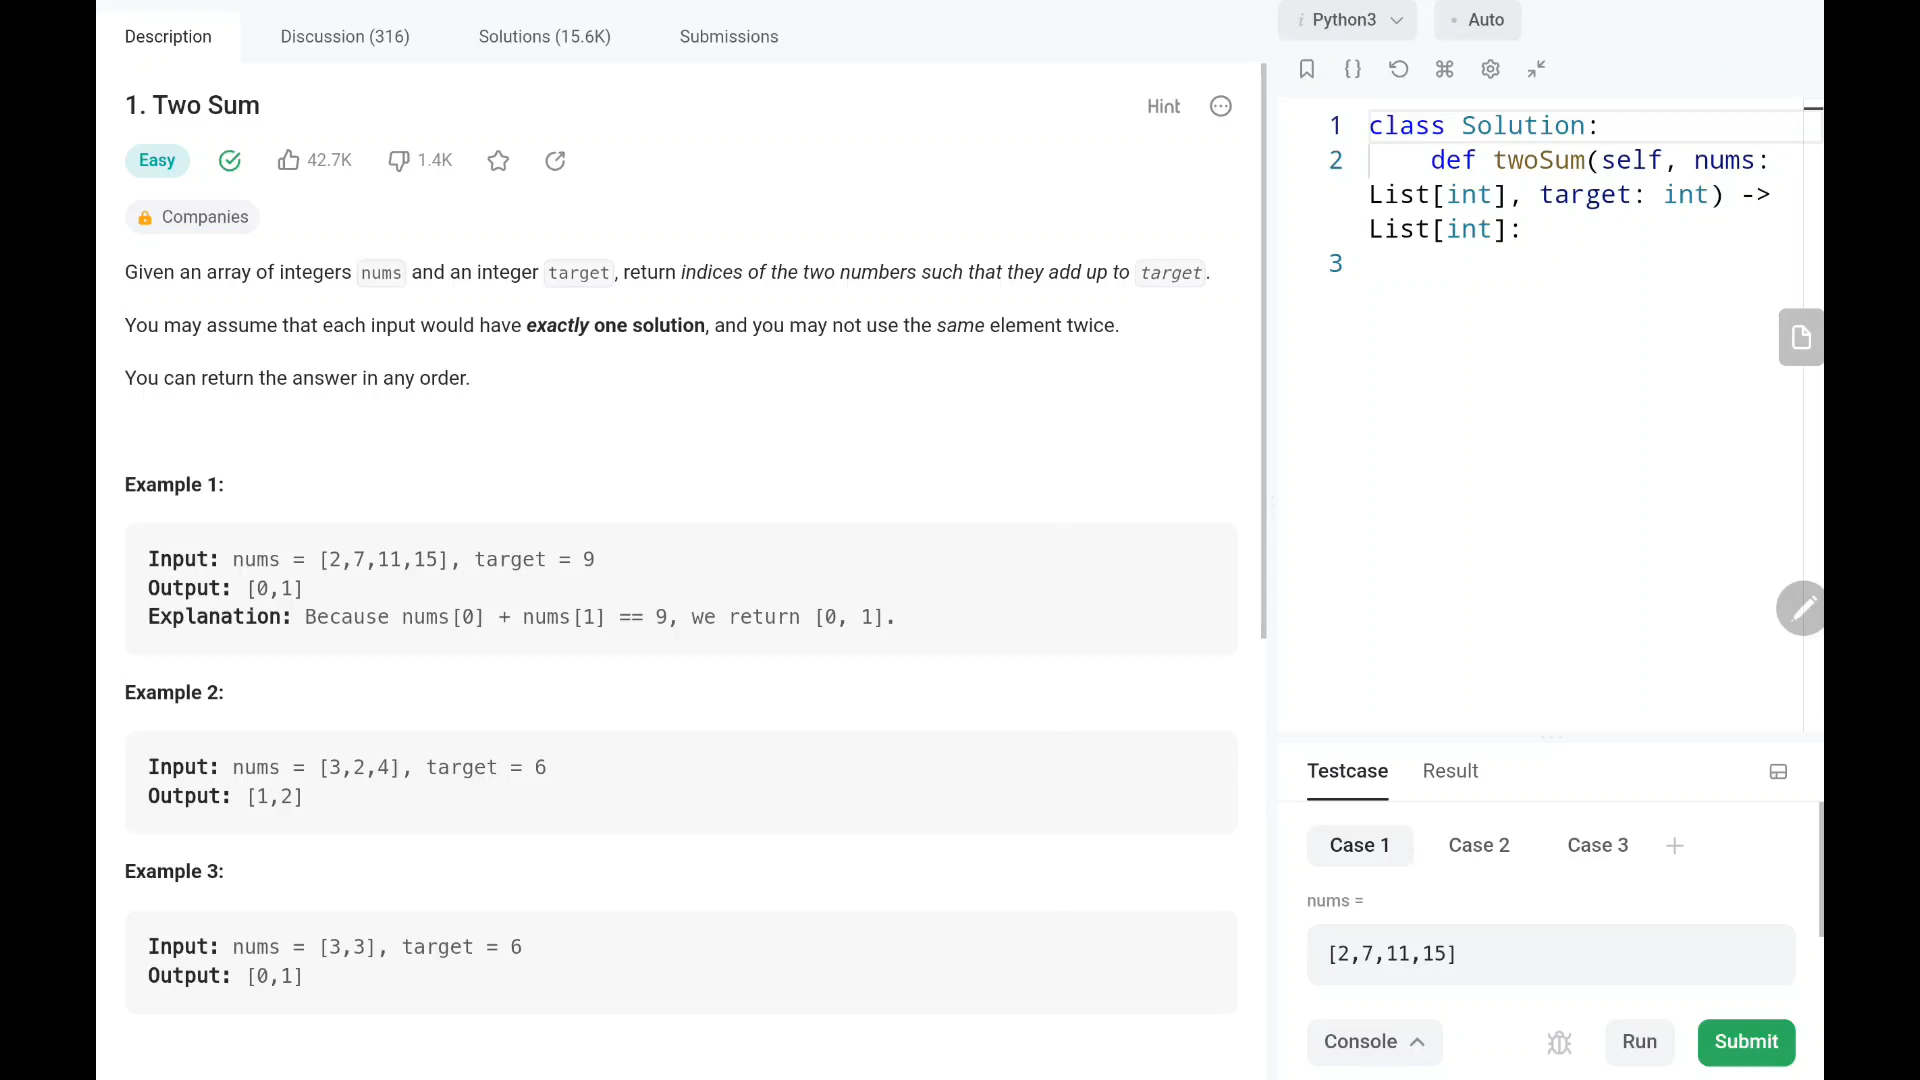 Description
Discussion (316)
Solutions (15.6K)
Submissions
1. Two Sum
Hint
Easy
42.7K
1.4K
Companies
Given an array of integers nums and an integer target, return indices of the two numbers such that they add up to target.
You may assume that each input would have exactly one solution, and you may not use the same element twice.
You can return the answer in any order.
Example 1:
Input: nums = [2,7,11,15], target = 9
Output: [0,1]
Explanation: Because nums[0] + nums[1] == 9, we return [0, 1].
Example 2:
Input: nums = [3,2,4], target = 6
Output: [1,2]
Example 3:
Input: nums = [3,3], target = 6
Output: [0,1]
i Python3
Auto
1 class Solution:
2 def twoSum(self, nums:
List[int], target: int) ->
List[int]:
3
Testcase
Result
Case 1
Case 2
Case 3
nums =
[2,7,11,15]
Console
Run
Submit